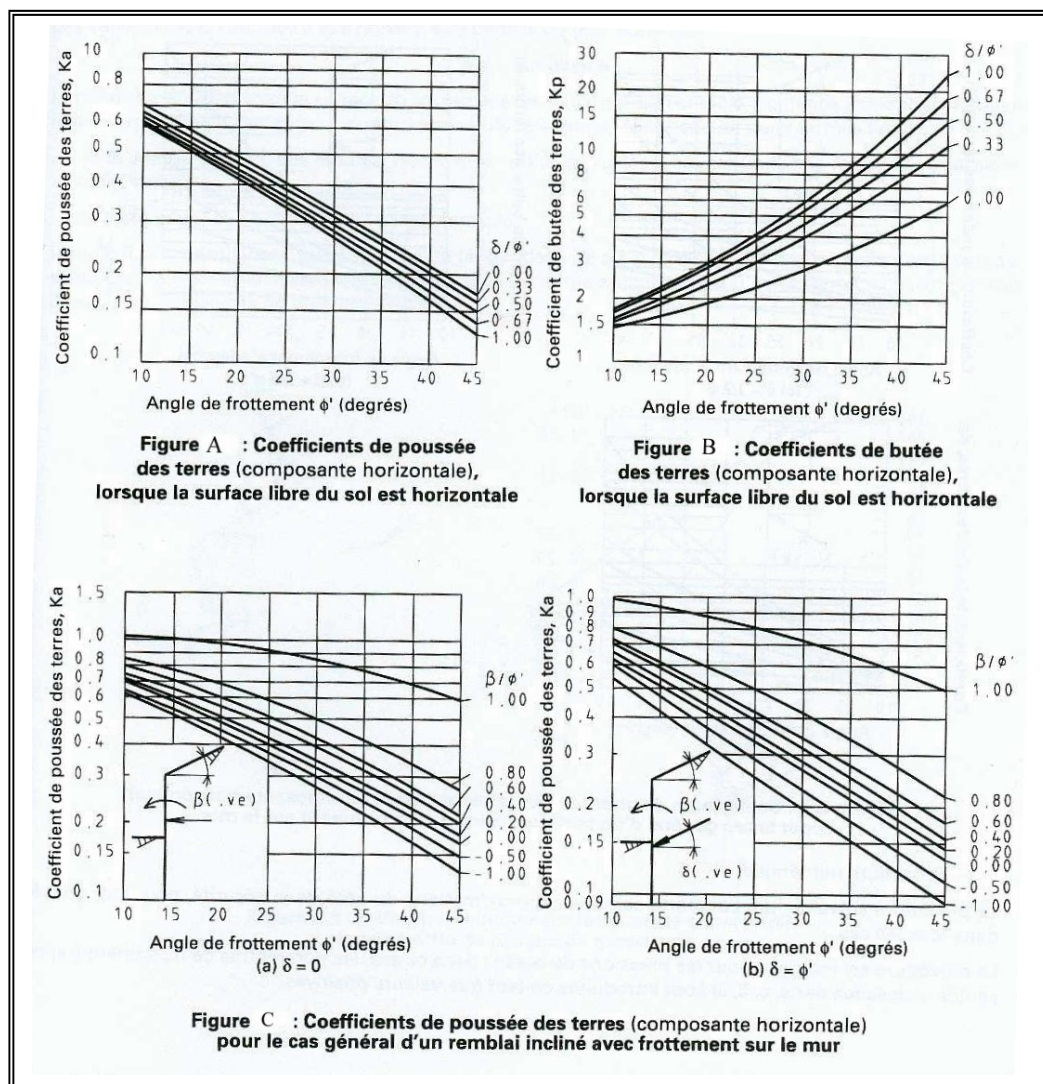 Coefficient de poussée des terres, Ka
10
0.8
0.6
0.5
0.4
0.3
0.2
0.15
0.1
10 15 20 25 30 35 40 45
δ/ϕ'
0.00
0.33
0.50
0.67
1.00
Angle de frottement ϕ' (degrés)
Figure A : Coefficients de poussée
des terres (composante horizontale),
lorsque la surface libre du sol est horizontale
Coefficient de butée des terres, Kp
30
20
15
10
8
6
5
4
3
2
1.5
1
10 15 20 25 30 35 40 45
δ/ϕ'
1,00
0,67
0,50
0,33
0,00
Angle de frottement ϕ' (degrés)
Figure B : Coefficients de butée
des terres (composante horizontale),
lorsque la surface libre du sol est horizontale
Coefficient de poussée des terres, Ka
1.5
1.0
0.8
0.7
0.6
0.5
0.4
0.3
0.2
0.15
0.1
10 15 20 25 30 35 40 45
β/ϕ'
1.00
0.80
0.60
0.40
0.20
0.00
-0.50
-1.00
β(.ve)
Angle de frottement ϕ' (degrés)
(a) δ = 0
Coefficient de poussée des terres, Ka
1.0
0.9
0.8
0.7
0.6
0.5
0.4
0.3
0.2
0.15
0.1
0.09
10 15 20 25 30 35 40 45
β/ϕ'
1.00
0.80
0.60
0.40
0.20
0.00
-0.50
-1.00
β(.ve)
δ(.ve)
Angle de frottement ϕ' (degrés)
(b) δ = ϕ'
Figure C : Coefficients de poussée des terres (composante horizontale)
pour le cas général d'un remblai incliné avec frottement sur le mur